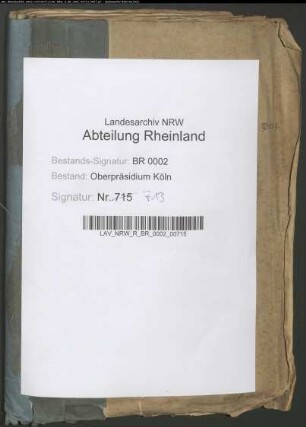 Landesarchiv NRW
Abteilung Rheinland
Bestands-Signatur: BR 0002
Bestand: Oberpräsidium Köln
Signatur: Nr. 715
LAV_NRW_R_BR_0002_00715